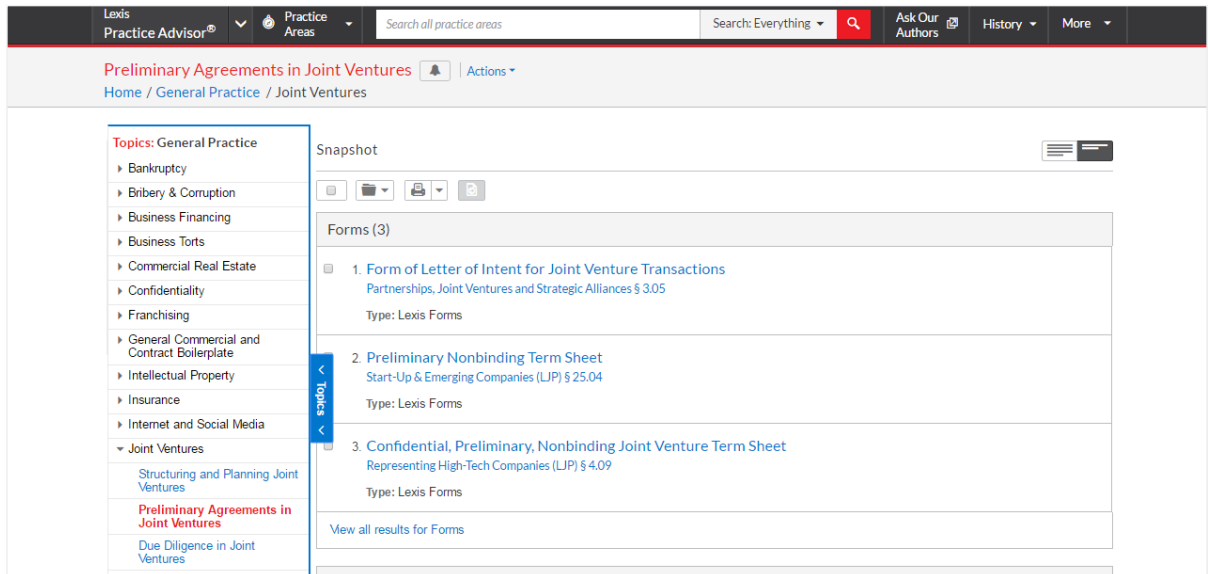 Lexis
Practice Advisor®
Practice
Areas
Search all practice areas
Search: Everything
Ask Our
Authors
History
More
Preliminary Agreements in Joint Ventures
Actions
Home / General Practice / Joint Ventures
Topics: General Practice
Bankruptcy
Bribery & Corruption
Business Financing
Business Torts
Commercial Real Estate
Confidentiality
Franchising
General Commercial and
Contract Boilerplate
Intellectual Property
Insurance
Internet and Social Media
Joint Ventures
Structuring and Planning Joint
Ventures
Preliminary Agreements in
Joint Ventures
Due Diligence in Joint
Ventures
Topics
Snapshot
Forms (3)
1. Form of Letter of Intent for Joint Venture Transactions
Partnerships, Joint Ventures and Strategic Alliances § 3.05
Type: Lexis Forms
2. Preliminary Nonbinding Term Sheet
Start-Up & Emerging Companies (LJP) § 25.04
Type: Lexis Forms
3. Confidential, Preliminary, Nonbinding Joint Venture Term Sheet
Representing High-Tech Companies (LJP) § 4.09
Type: Lexis Forms
View all results for Forms